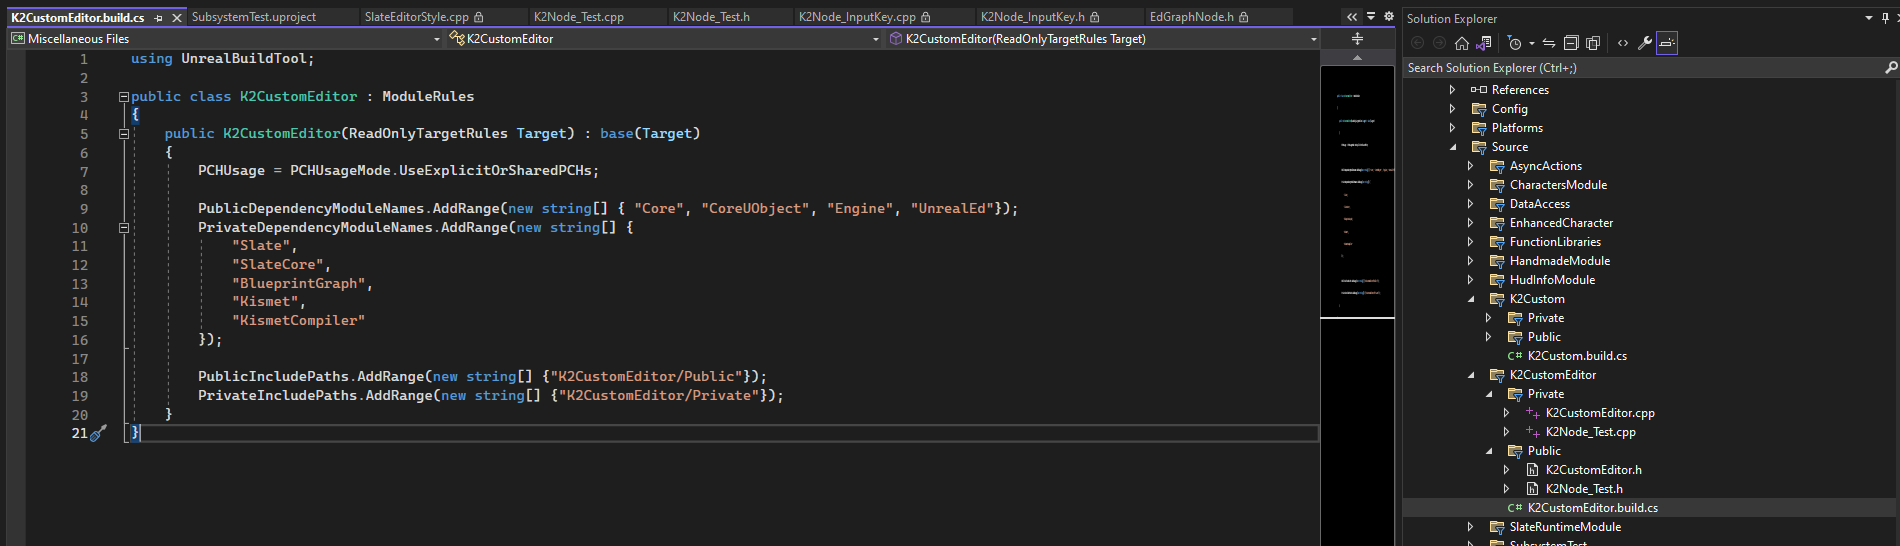 K2CustomEditor.build.cs
SubsystemTest.uproject
SlateEditorStyle.cpp
K2Node_Test.cpp
K2Node_Test.h
K2Node_InputKey.cpp
K2Node_InputKey.h
EdGraphNode.h
Miscellaneous Files
K2CustomEditor
K2CustomEditor(ReadOnlyTargetRules Target)
1 using UnrealBuildTool;
2
3 public class K2CustomEditor : ModuleRules
4 {
5 public K2CustomEditor(ReadOnlyTargetRules Target) : base(Target)
6 {
7 PCHUsage = PCHUsageMode.UseExplicitOrSharedPCHs;
8
9 PublicDependencyModuleNames.AddRange(new string[] { "Core", "CoreUObject", "Engine", "UnrealEd"});
10 PrivateDependencyModuleNames.AddRange(new string[] {
11 "Slate",
12 "SlateCore",
13 "BlueprintGraph",
14 "Kismet",
15 "KismetCompiler"
16 });
17
18 PublicIncludePaths.AddRange(new string[] {"K2CustomEditor/Public"});
19 PrivateIncludePaths.AddRange(new string[] {"K2CustomEditor/Private"});
20 }
21 }
Solution Explorer
Search Solution Explorer (Ctrl+;)
References
Config
Platforms
Source
AsyncActions
CharactersModule
DataAccess
EnhancedCharacter
FunctionLibraries
HandmadeModule
HudInfoModule
K2Custom
Private
Public
C# K2Custom.build.cs
K2CustomEditor
Private
K2CustomEditor.cpp
K2Node_Test.cpp
Public
K2CustomEditor.h
K2Node_Test.h
C# K2CustomEditor.build.cs
SlateRuntimeModule
SubsystemTest